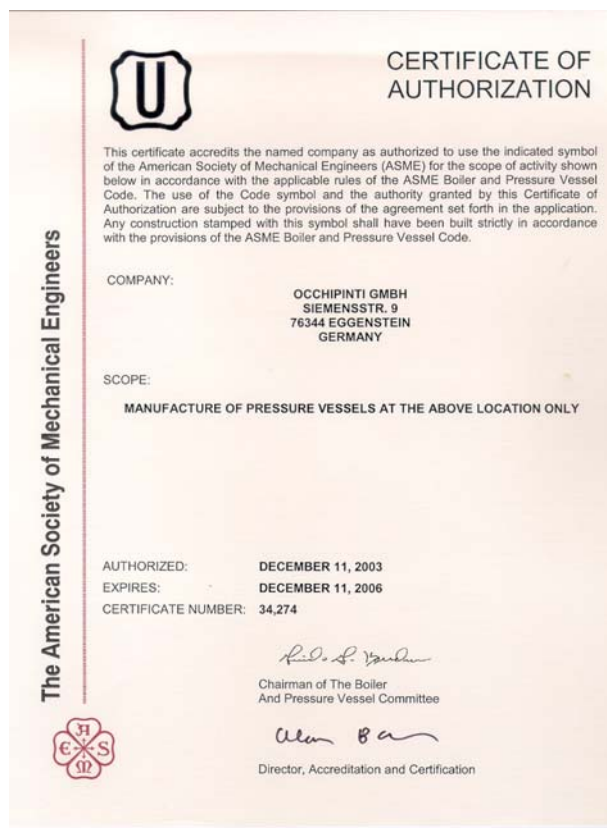 U
CERTIFICATE OF
AUTHORIZATION
This certificate accredits the named company as authorized to use the indicated symbol
of the American Society of Mechanical Engineers (ASME) for the scope of activity shown
below in accordance with the applicable rules of the ASME Boiler and Pressure Vessel
Code. The use of the Code symbol and the authority granted by this Certificate of
Authorization are subject to the provisions of the agreement set forth in the application.
Any construction stamped with this symbol shall have been built strictly in accordance
with the provisions of the ASME Boiler and Pressure Vessel Code.
COMPANY:
OCCHIPINTI GMBH
SIEMENSSTR. 9
76344 EGGENSTEIN
GERMANY
SCOPE:
MANUFACTURE OF PRESSURE VESSELS AT THE ABOVE LOCATION ONLY
AUTHORIZED: DECEMBER 11, 2003
EXPIRES: DECEMBER 11, 2006
CERTIFICATE NUMBER: 34,274
Chairman of The Boiler
And Pressure Vessel Committee
Director, Accreditation and Certification
The American Society of Mechanical Engineers
A
E S
M